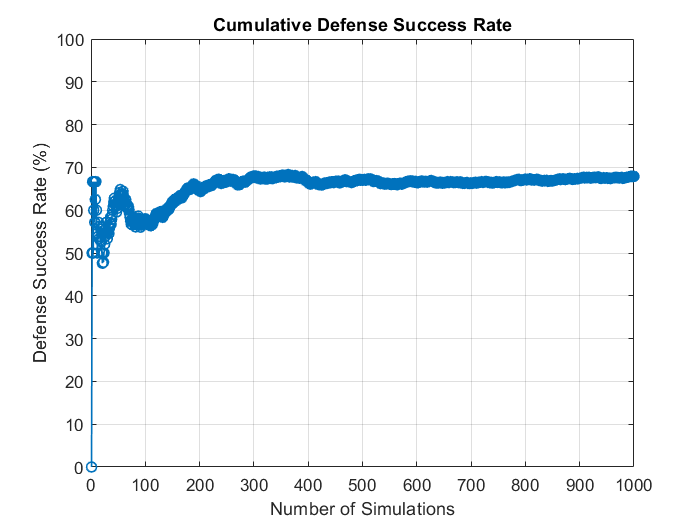 Cumulative Defense Success Rate
Defense Success Rate (%)
100
90
80
70
60
50
40
30
20
10
0
0 100 200 300 400 500 600 700 800 900 1000
Number of Simulations